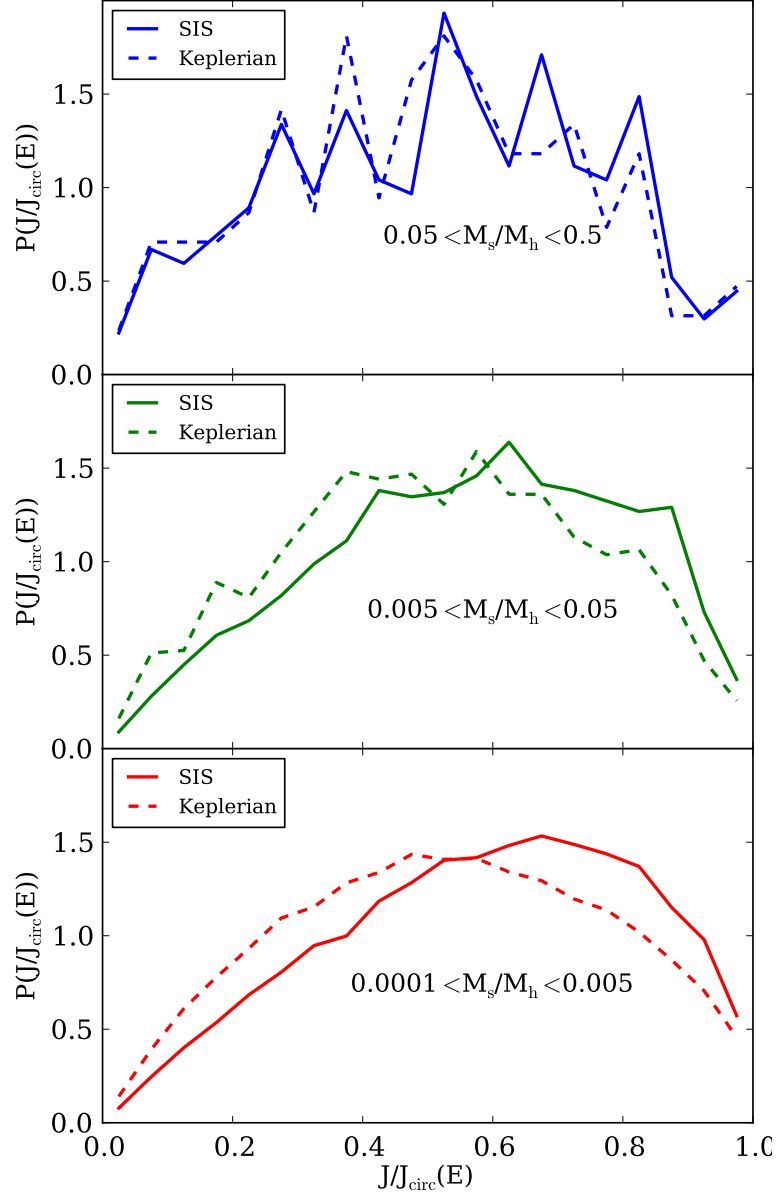 SIS
Keplerian
1.5
1.0
0.5
0.0
P(J/J_circ(E))
0.05<M_s/M_h<0.5
SIS
Keplerian
1.5
1.0
0.5
0.0
P(J/J_circ(E))
0.005<M_s/M_h<0.05
SIS
Keplerian
1.5
1.0
0.5
0.0
P(J/J_circ(E))
0.0001<M_s/M_h<0.005
0.0 0.2 0.4 0.6 0.8 1.0
J/J_circ(E)